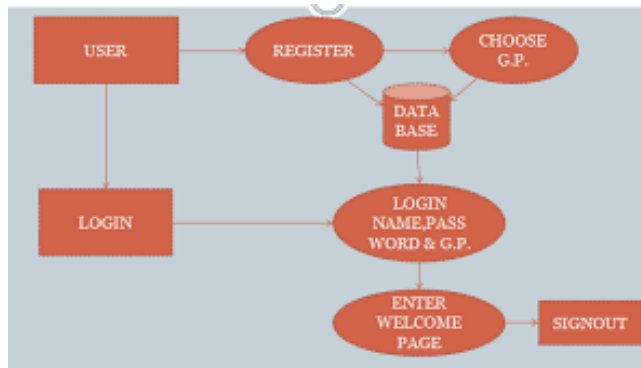 USER
REGISTER
CHOOSE
G.P.
DATA
BASE
LOGIN
LOGIN
NAME,PASS
WORD & G.P.
ENTER
WELCOME
PAGE
SIGNOUT